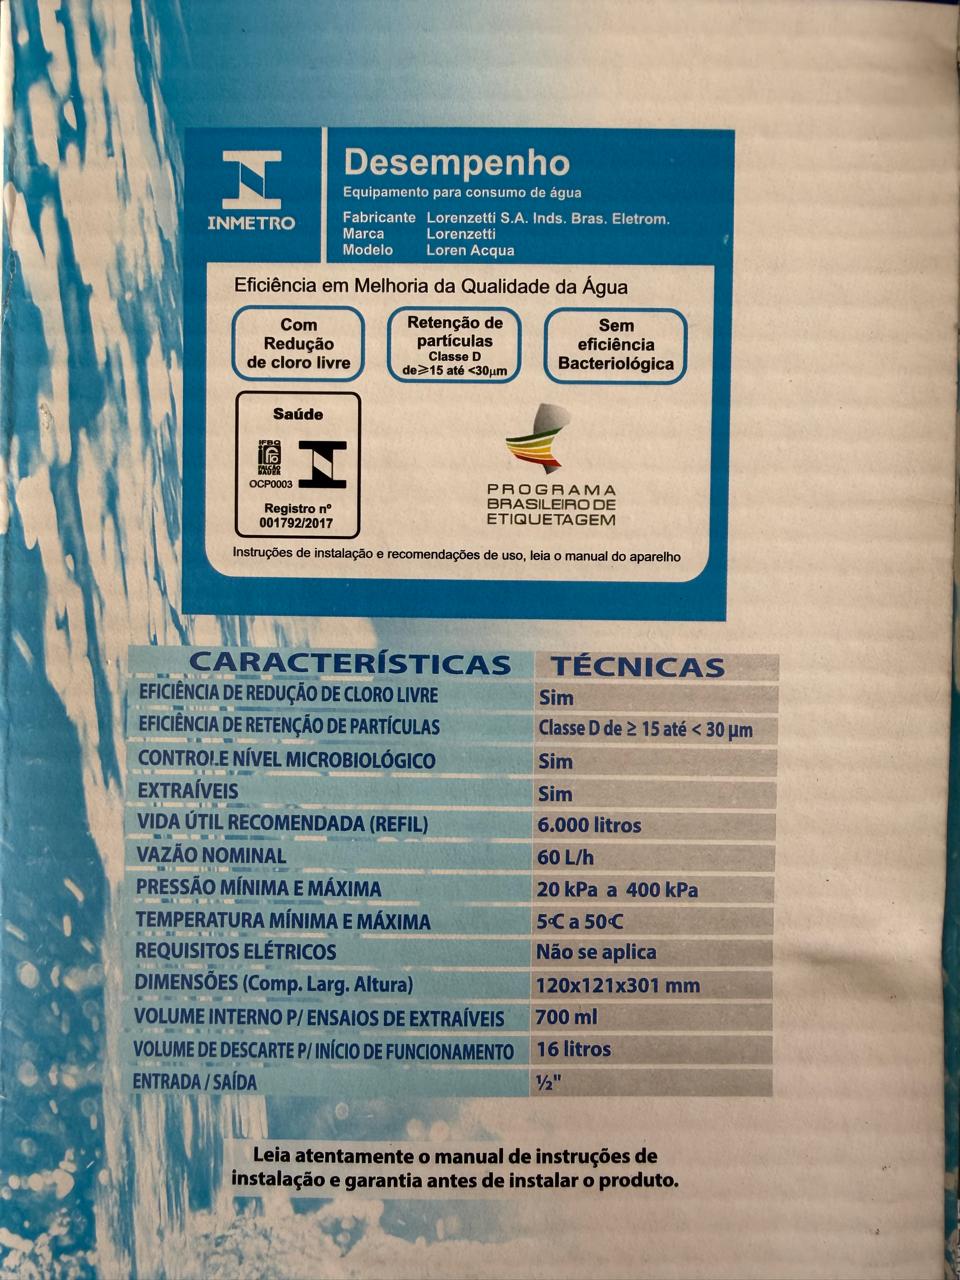 INMETRO
Desempenho
Equipamento para consumo de água
Fabricante Lorenzetti S.A. Inds. Bras. Eletrom.
Marca Lorenzetti
Modelo Loren Acqua
Eficiência em Melhoria da Qualidade da Água
Com
Redução
de cloro livre
Retenção de
partículas
Classe D
de≥15 até <30µm
Sem
eficiência
Bacteriológica
Saúde
IFBQ
FALCÃO
BAUER
OCP0003
Registro nº
001792/2017
PROGRAMA
BRASILEIRO DE
ETIQUETAGEM
Instruções de instalação e recomendações de uso, leia o manual do aparelho
CARACTERÍSTICAS TÉCNICAS
EFICIÊNCIA DE REDUÇÃO DE CLORO LIVRE Sim
EFICIÊNCIA DE RETENÇÃO DE PARTÍCULAS Classe D de ≥ 15 até < 30 µm
CONTROLE NÍVEL MICROBIOLÓGICO Sim
EXTRAÍVEIS Sim
VIDA ÚTIL RECOMENDADA (REFIL) 6.000 litros
VAZÃO NOMINAL 60 L/h
PRESSÃO MÍNIMA E MÁXIMA 20 kPa a 400 kPa
TEMPERATURA MÍNIMA E MÁXIMA 5°C a 50°C
REQUISITOS ELÉTRICOS Não se aplica
DIMENSÕES (Comp. Larg. Altura) 120x121x301 mm
VOLUME INTERNO P/ ENSAIOS DE EXTRAÍVEIS 700 ml
VOLUME DE DESCARTE P/ INÍCIO DE FUNCIONAMENTO 16 litros
ENTRADA / SAÍDA ½"
Leia atentamente o manual de instruções de
instalação e garantia antes de instalar o produto.